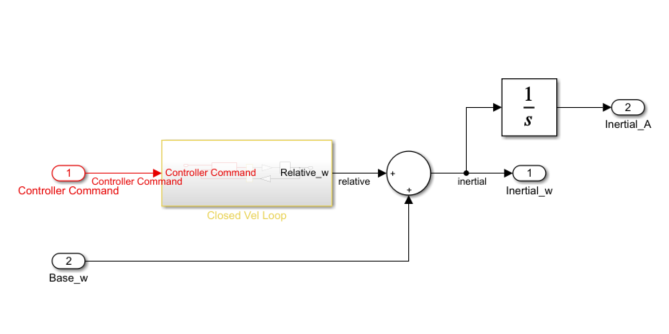 1
s
2
Inertial_A
1
Controller Command
Controller Command
Controller Command
Relative_w
relative
+
+
inertial
1
Inertial_w
Closed Vel Loop
2
Base_w